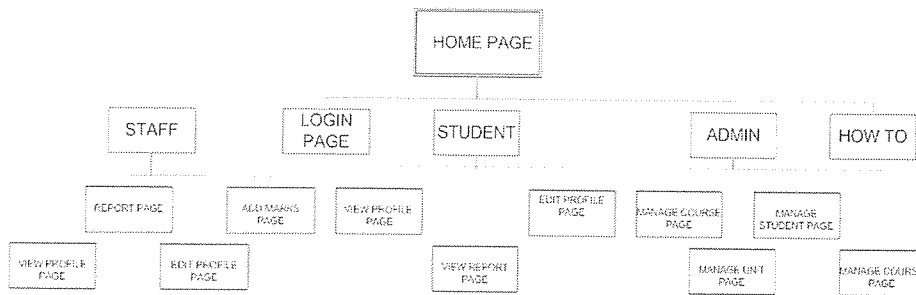 HOME PAGE
STAFF
LOGIN
PAGE
STUDENT
ADMIN
HOW TO
REPORT PAGE
ADD MARKS
PAGE
VIEW PROFILE
PAGE
EDIT PROFILE
PAGE
MANAGE COURSE
PAGE
MANAGE
STUDENT PAGE
VIEW PROFILE
PAGE
EDIT PROFILE
PAGE
VIEW REPORT
PAGE
MANAGE UNIT
PAGE
MANAGE COURS
PAGE